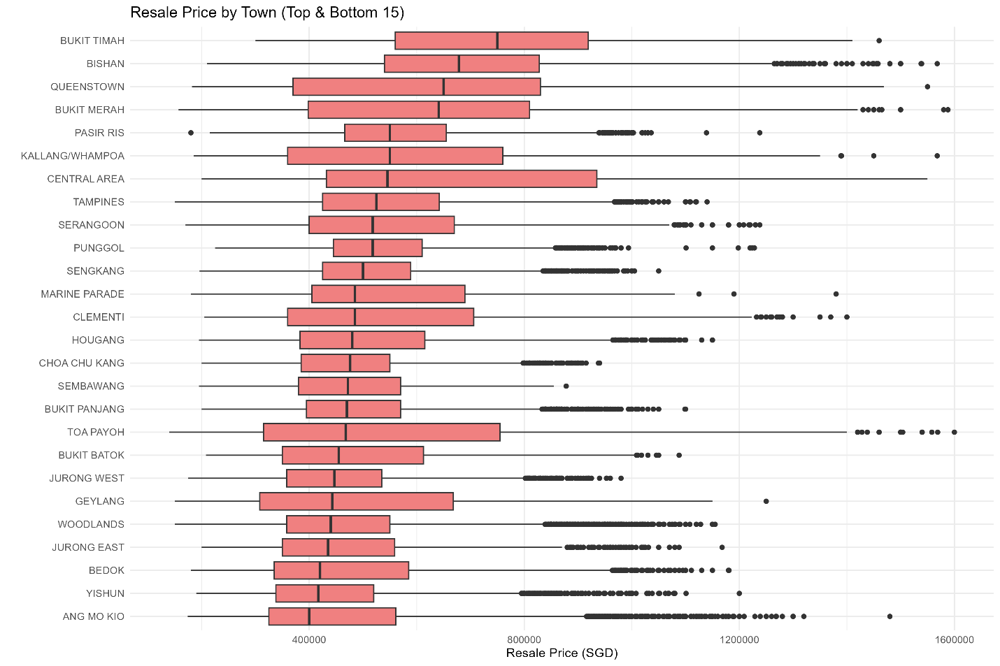 Resale Price by Town (Top & Bottom 15)
BUKIT TIMAH
BISHAN
QUEENSTOWN
BUKIT MERAH
PASIR RIS
KALLANG/WHAMPOA
CENTRAL AREA
TAMPINES
SERANGOON
PUNGGOL
SENGKANG
MARINE PARADE
CLEMENTI
HOUGANG
CHOA CHU KANG
SEMBAWANG
BUKIT PANJANG
TOA PAYOH
BUKIT BATOK
JURONG WEST
GEYLANG
WOODLANDS
JURONG EAST
BEDOK
YISHUN
ANG MO KIO
400000 800000 1200000 1600000
Resale Price (SGD)